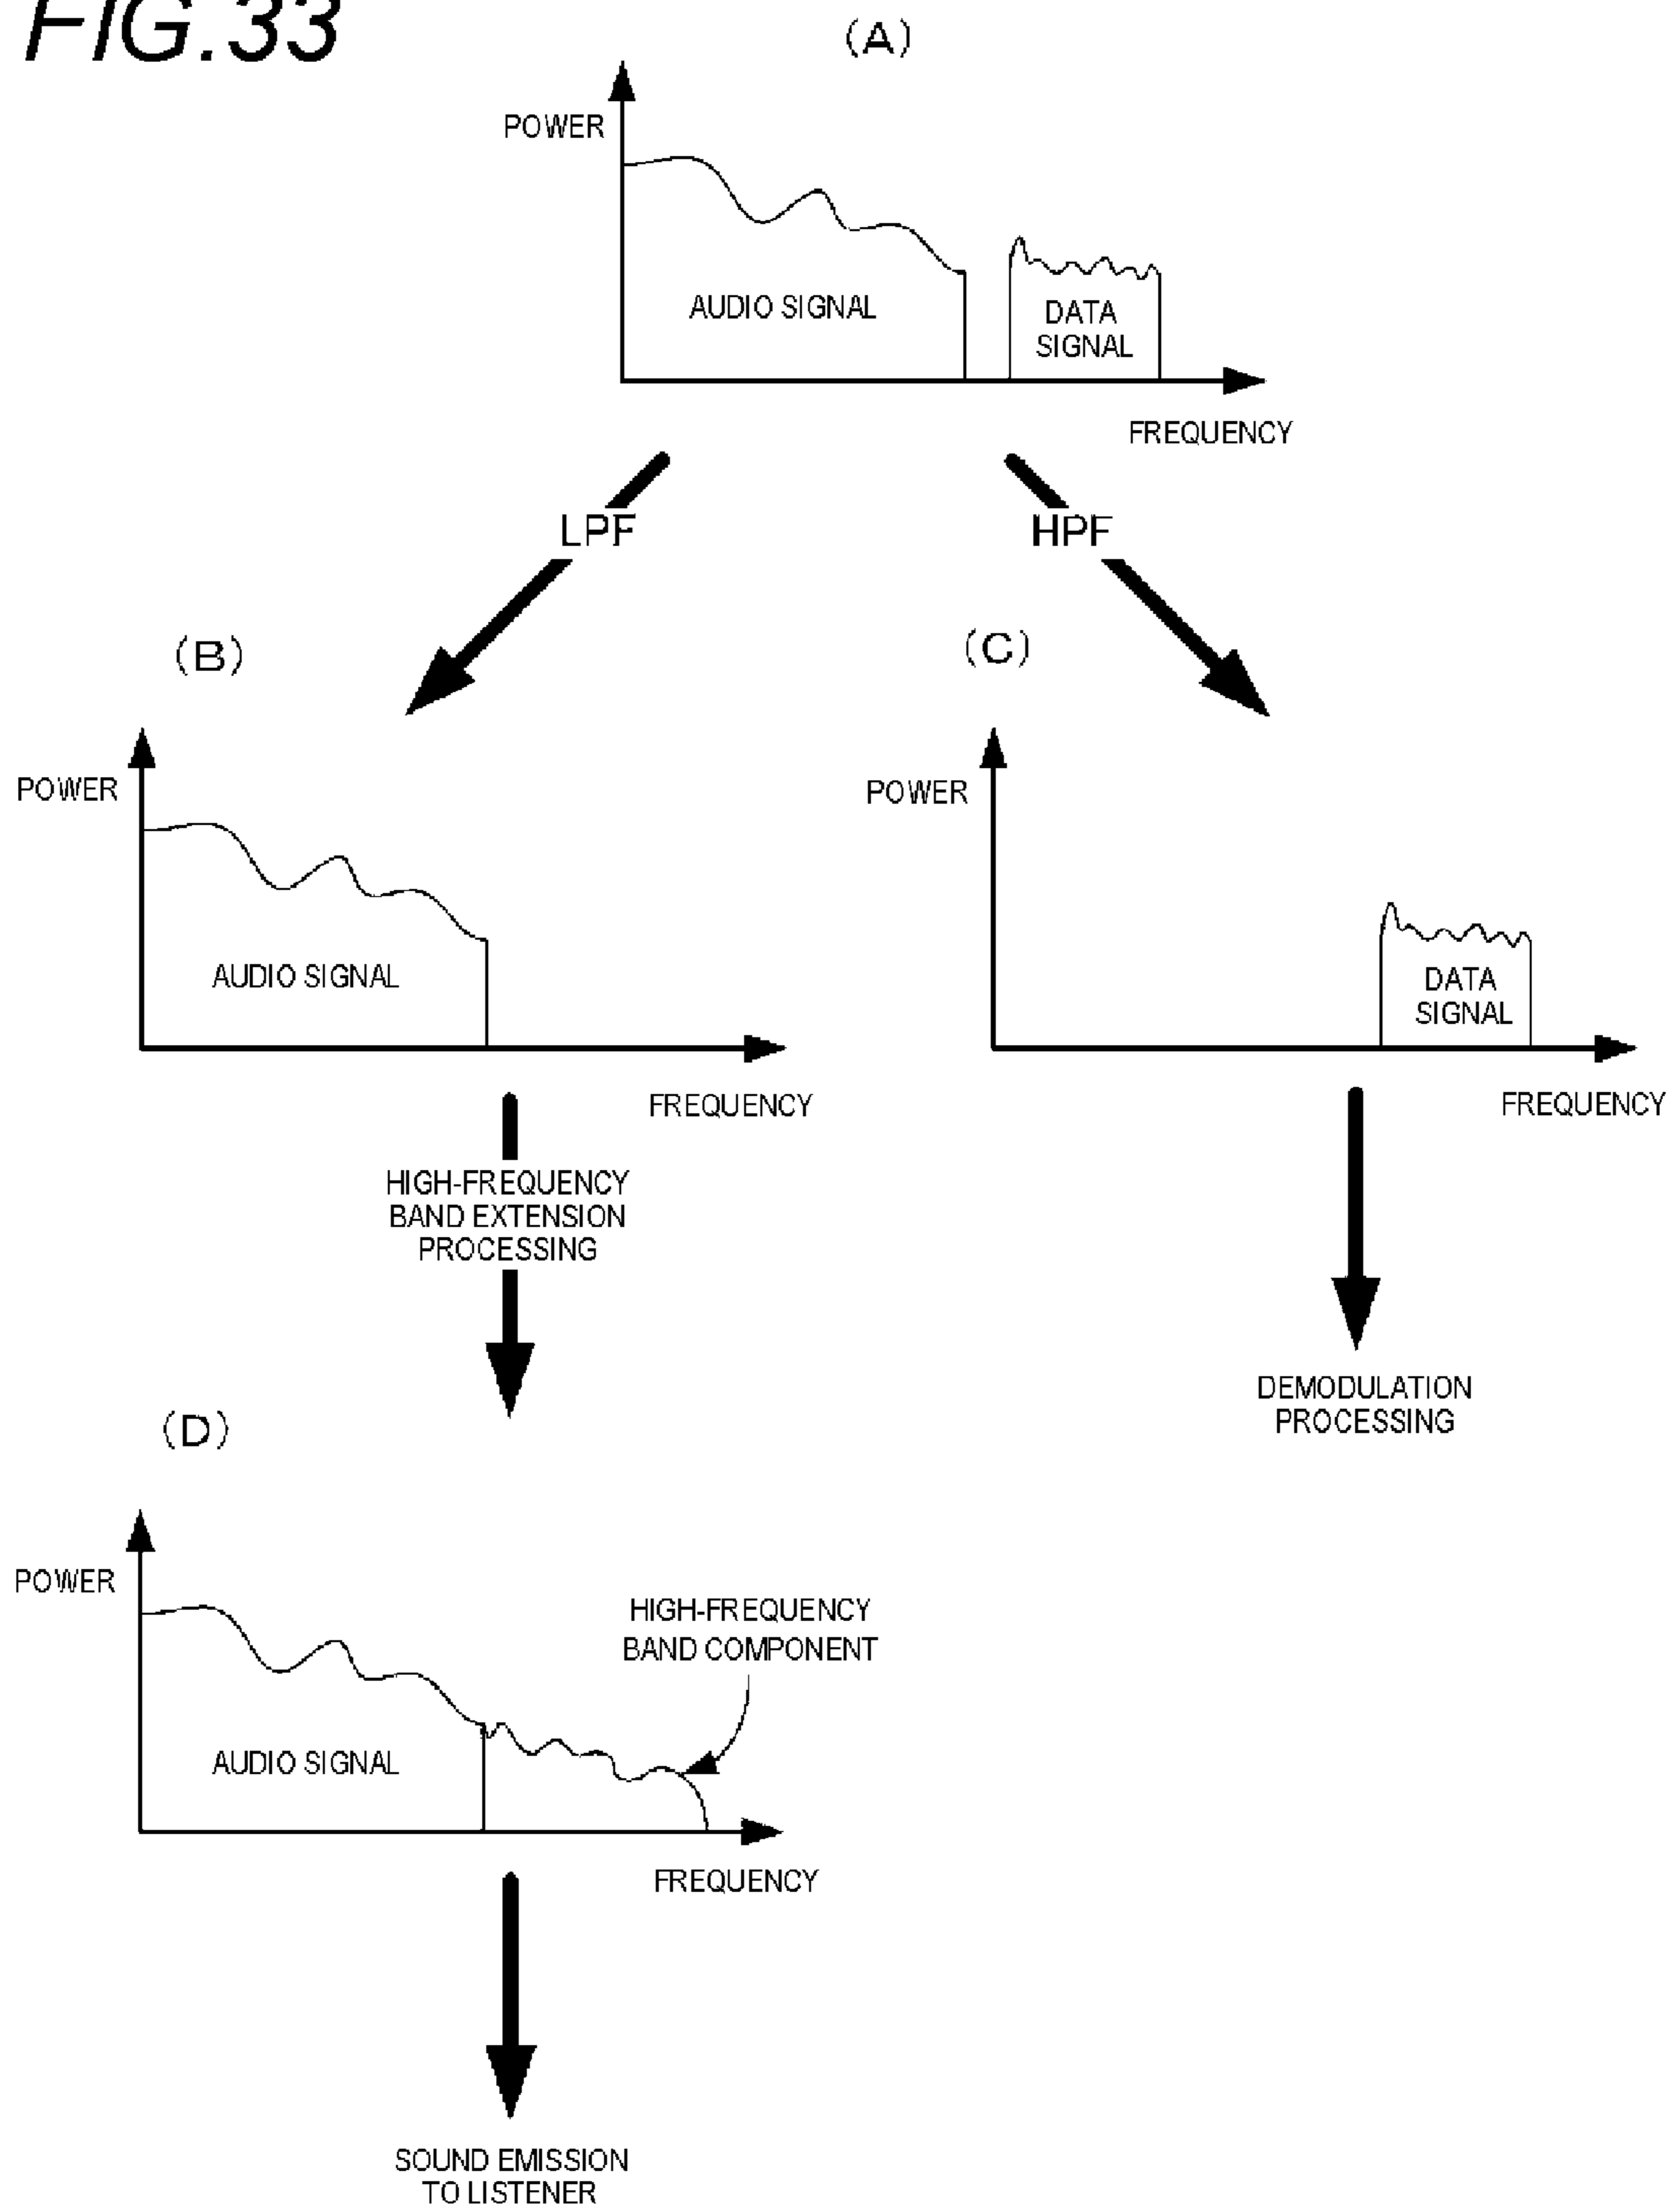 FIG.33
(A)
POWER
AUDIO SIGNAL
DATA
SIGNAL
FREQUENCY
LPF
HPF
(B)
POWER
AUDIO SIGNAL
FREQUENCY
(C)
POWER
DATA
SIGNAL
FREQUENCY
HIGH-FREQUENCY
BAND EXTENSION
PROCESSING
DEMODULATION
PROCESSING
(D)
POWER
HIGH-FREQUENCY
BAND COMPONENT
AUDIO SIGNAL
FREQUENCY
SOUND EMISSION
TO LISTENER